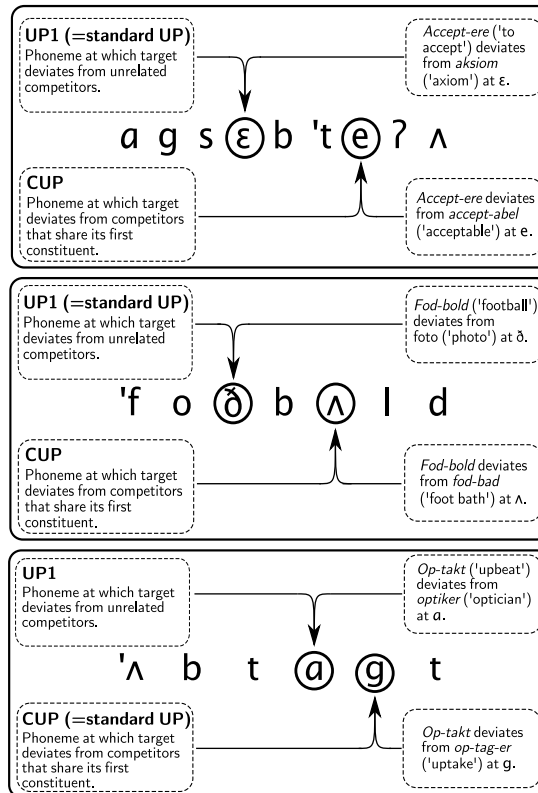 UP1 (=standard UP)
Phoneme at which target
deviates from unrelated
competitors.
Accept-ere ('to
accept') deviates
from aksiom
('axiom') at ɛ.
a g s ɛ b 't e ʔ ʌ
CUP
Phoneme at which target
deviates from competitors
that share its first
constituent.
Accept-ere deviates
from accept-abel
('acceptable') at e.
UP1 (=standard UP)
Phoneme at which target
deviates from unrelated
competitors.
Fod-bold ('football')
deviates from
foto ('photo') at ð.
'f o ð̆ b ʌ l d
CUP
Phoneme at which target
deviates from competitors
that share its first
constituent.
Fod-bold deviates
from fod-bad
('foot bath') at ʌ.
UP1
Phoneme at which target
deviates from unrelated
competitors.
Op-takt ('upbeat')
deviates from
optiker ('optician')
at ɑ.
'ʌ b t ɑ g t
CUP (=standard UP)
Phoneme at which target
deviates from competitors
that share its first
constituent.
Op-takt deviates
from op-tag-er
('uptake') at g.